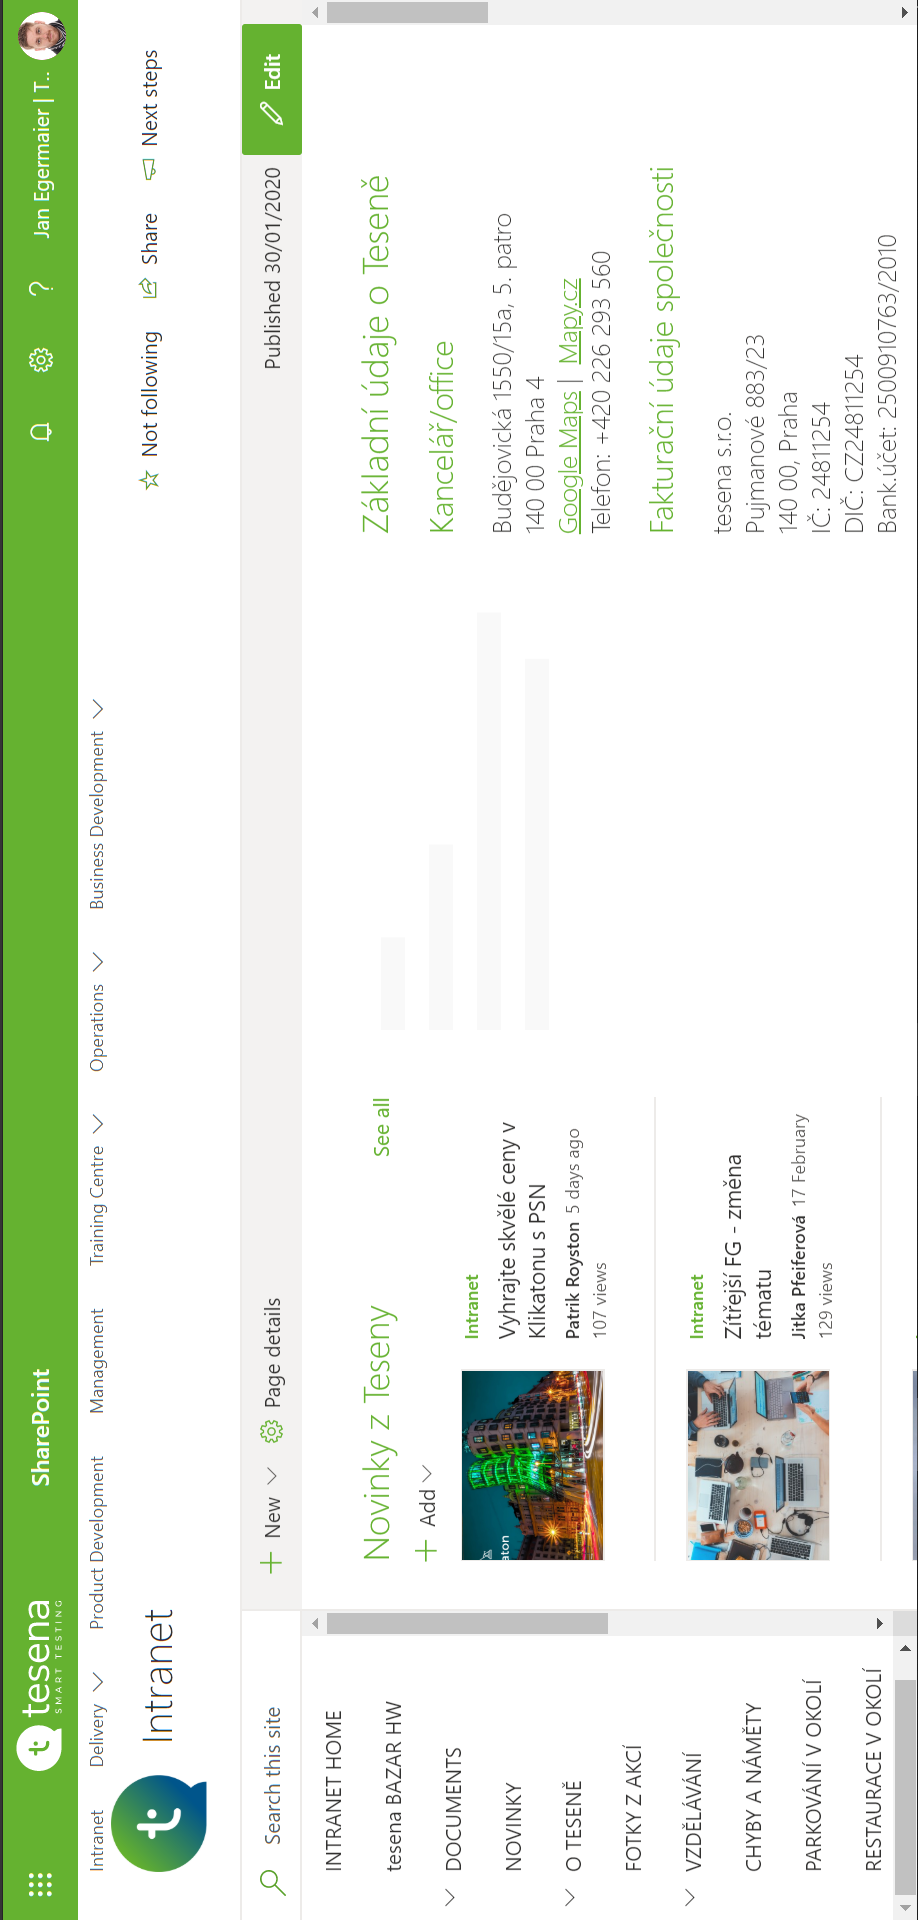 tesena
SMART TESTING
SharePoint
Jan Egermaier | T..
Intranet
Delivery
Product Development
Management
Training Centre
Operations
Business Development
Intranet
Not following
Share
Next steps
Search this site
New
Page details
Published 30/01/2020
Edit
INTRANET HOME
tesena BAZAR HW
DOCUMENTS
NOVINKY
O TESENĚ
FOTKY Z AKCÍ
VZDĚLÁVÁNÍ
CHYBY A NÁMĚTY
PARKOVÁNÍ V OKOLÍ
RESTAURACE V OKOLÍ
Novinky z Teseny
See all
Add
aton
Intranet
Vyhrajte skvělé ceny v
Klikatonu s PSN
Patrik Royston 5 days ago
107 views
Intranet
Zítřejší FG - změna
tématu
Jitka Pfeiferová 17 February
129 views
Základní údaje o Teseně
Kancelář/office
Budějovická 1550/15a, 5. patro
140 00 Praha 4
Google Maps | Mapy.cz
Telefon: +420 226 293 560
Fakturační údaje společnosti
tesena s.r.o.
Pujmanové 883/23
140 00, Praha
IČ: 24811254
DIČ: CZ24811254
Bank.účet: 2500910763/2010